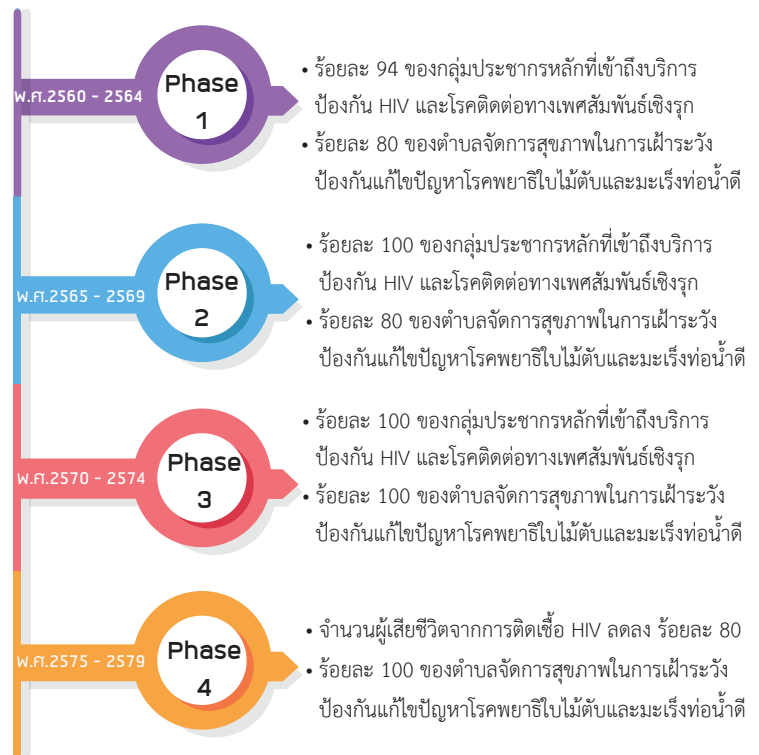 พ.ศ.2560 - 2564
Phase
1
• ร้อยละ 94 ของกลุ่มประชากรหลักที่เข้าถึงบริการ
ป้องกัน HIV และโรคติดต่อทางเพศสัมพันธ์เชิงรุก
• ร้อยละ 80 ของตำบลจัดการสุขภาพในการเฝ้าระวัง
ป้องกันแก้ไขปัญหาโรคพยาธิใบไม้ตับและมะเร็งท่อน้ำดี
พ.ศ.2565 - 2569
Phase
2
• ร้อยละ 100 ของกลุ่มประชากรหลักที่เข้าถึงบริการ
ป้องกัน HIV และโรคติดต่อทางเพศสัมพันธ์เชิงรุก
• ร้อยละ 80 ของตำบลจัดการสุขภาพในการเฝ้าระวัง
ป้องกันแก้ไขปัญหาโรคพยาธิใบไม้ตับและมะเร็งท่อน้ำดี
พ.ศ.2570 - 2574
Phase
3
• ร้อยละ 100 ของกลุ่มประชากรหลักที่เข้าถึงบริการ
ป้องกัน HIV และโรคติดต่อทางเพศสัมพันธ์เชิงรุก
• ร้อยละ 100 ของตำบลจัดการสุขภาพในการเฝ้าระวัง
ป้องกันแก้ไขปัญหาโรคพยาธิใบไม้ตับและมะเร็งท่อน้ำดี
พ.ศ.2575 - 2579
Phase
4
• จำนวนผู้เสียชีวิตจากการติดเชื้อ HIV ลดลง ร้อยละ 80
• ร้อยละ 100 ของตำบลจัดการสุขภาพในการเฝ้าระวัง
ป้องกันแก้ไขปัญหาโรคพยาธิใบไม้ตับและมะเร็งท่อน้ำดี